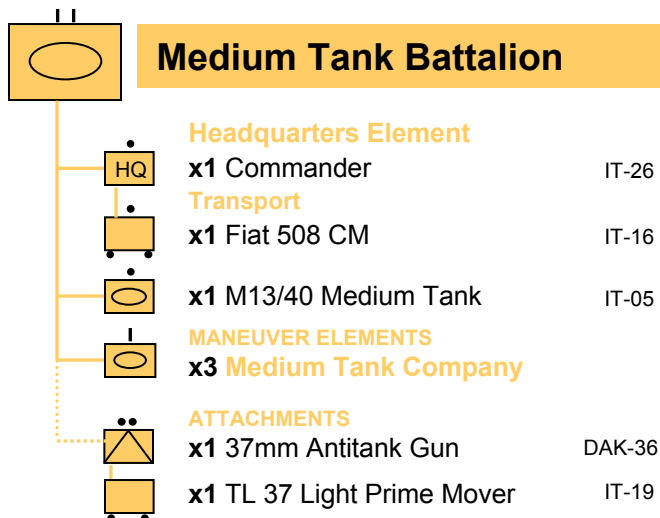 Medium Tank Battalion
Headquarters Element
HQ x1 Commander IT-26
Transport
x1 Fiat 508 CM IT-16
x1 M13/40 Medium Tank IT-05
MANEUVER ELEMENTS
x3 Medium Tank Company
ATTACHMENTS
x1 37mm Antitank Gun DAK-36
x1 TL 37 Light Prime Mover IT-19